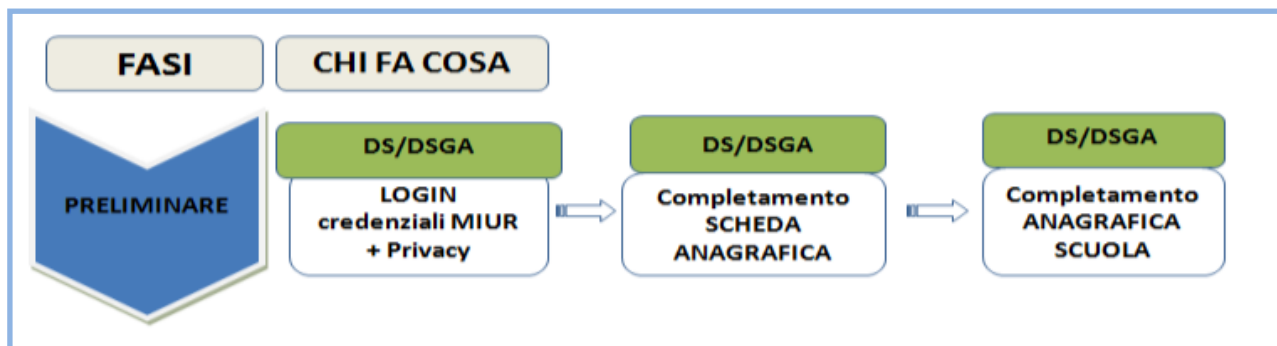 FASI
CHI FA COSA
PRELIMINARE
DS/DSGA
LOGIN
credenziali MIUR
+ Privacy
DS/DSGA
Completamento
SCHEDA
ANAGRAFICA
DS/DSGA
Completamento
ANAGRAFICA
SCUOLA